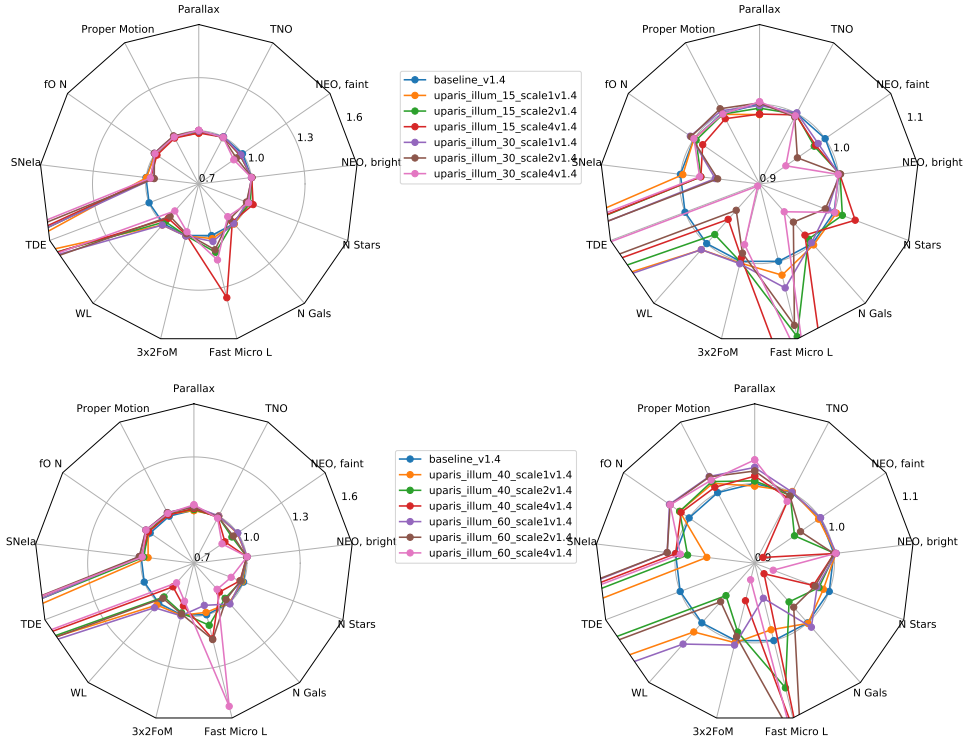 Parallax
TNO
Proper Motion
NEO, faint
fO N
1.6
1.3
1.0
SNeIa
NEO, bright
0.7
TDE
N Stars
WL
N Gals
3x2FoM
Fast Micro L
baseline_v1.4
uparis_illum_15_scale1v1.4
uparis_illum_15_scale2v1.4
uparis_illum_15_scale4v1.4
uparis_illum_30_scale1v1.4
uparis_illum_30_scale2v1.4
uparis_illum_30_scale4v1.4
Parallax
TNO
Proper Motion
NEO, faint
fO N
1.1
1.0
SNeIa
NEO, bright
0.9
TDE
N Stars
WL
N Gals
3x2FoM
Fast Micro L
Parallax
TNO
Proper Motion
NEO, faint
fO N
1.6
1.3
1.0
SNeIa
NEO, bright
0.7
TDE
N Stars
WL
N Gals
3x2FoM
Fast Micro L
baseline_v1.4
uparis_illum_40_scale1v1.4
uparis_illum_40_scale2v1.4
uparis_illum_40_scale4v1.4
uparis_illum_60_scale1v1.4
uparis_illum_60_scale2v1.4
uparis_illum_60_scale4v1.4
Parallax
TNO
Proper Motion
NEO, faint
fO N
1.1
1.0
SNeIa
NEO, bright
0.9
TDE
N Stars
WL
N Gals
3x2FoM
Fast Micro L